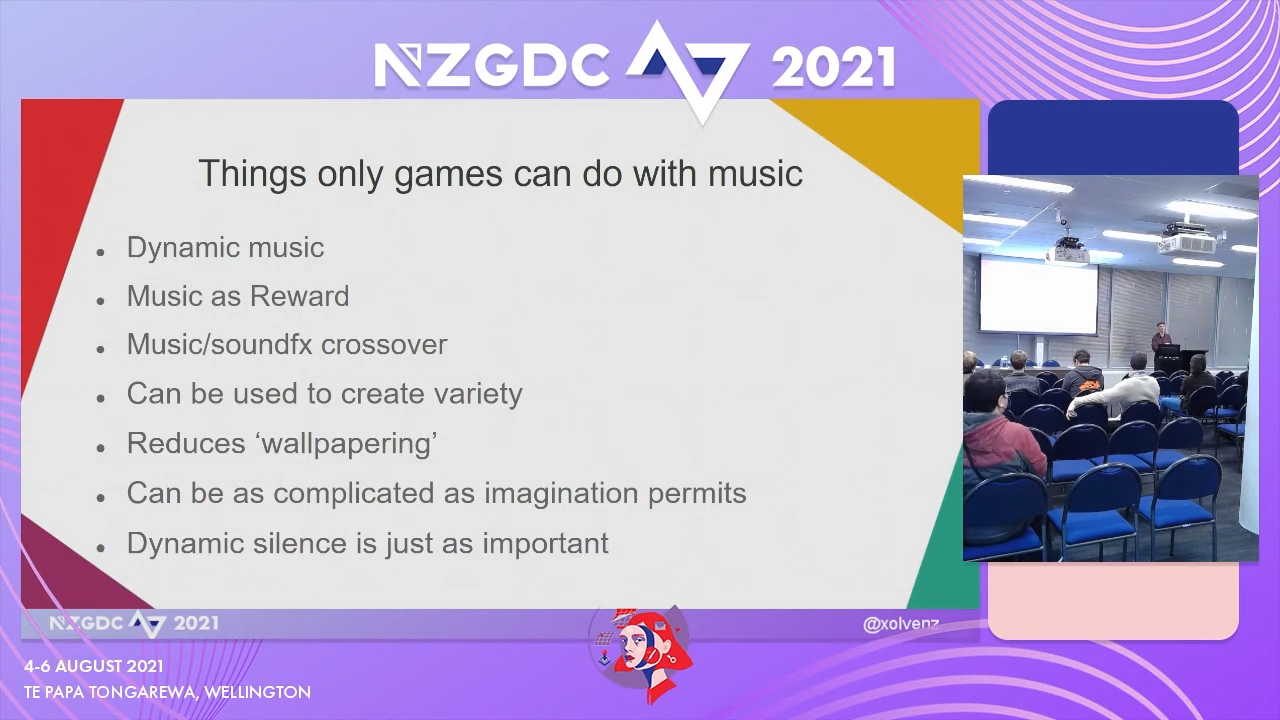 NZGDC 2021
Things only games can do with music
Dynamic music
Music as Reward
Music/soundfx crossover
Can be used to create variety
Reduces ‘wallpapering’
Can be as complicated as imagination permits
Dynamic silence is just as important
NZGDC 2021
@xolvenz
4-6 AUGUST 2021
TE PAPA TONGAREWA, WELLINGTON